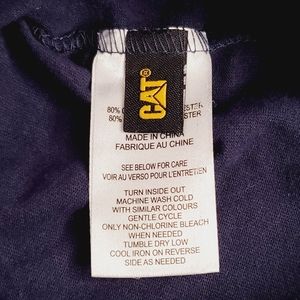 CAT®
80%
80%
MADE IN CHINA
FABRIQUE AU CHINE
SEE BELOW FOR CARE
VOIR AU VERSO POUR L'ENTRETIEN
TURN INSIDE OUT
MACHINE WASH COLD
WITH SIMILAR COLOURS
GENTLE CYCLE
ONLY NON-CHLORINE BLEACH
WHEN NEEDED
TUMBLE DRY LOW
COOL IRON ON REVERSE
SIDE AS NEEDED